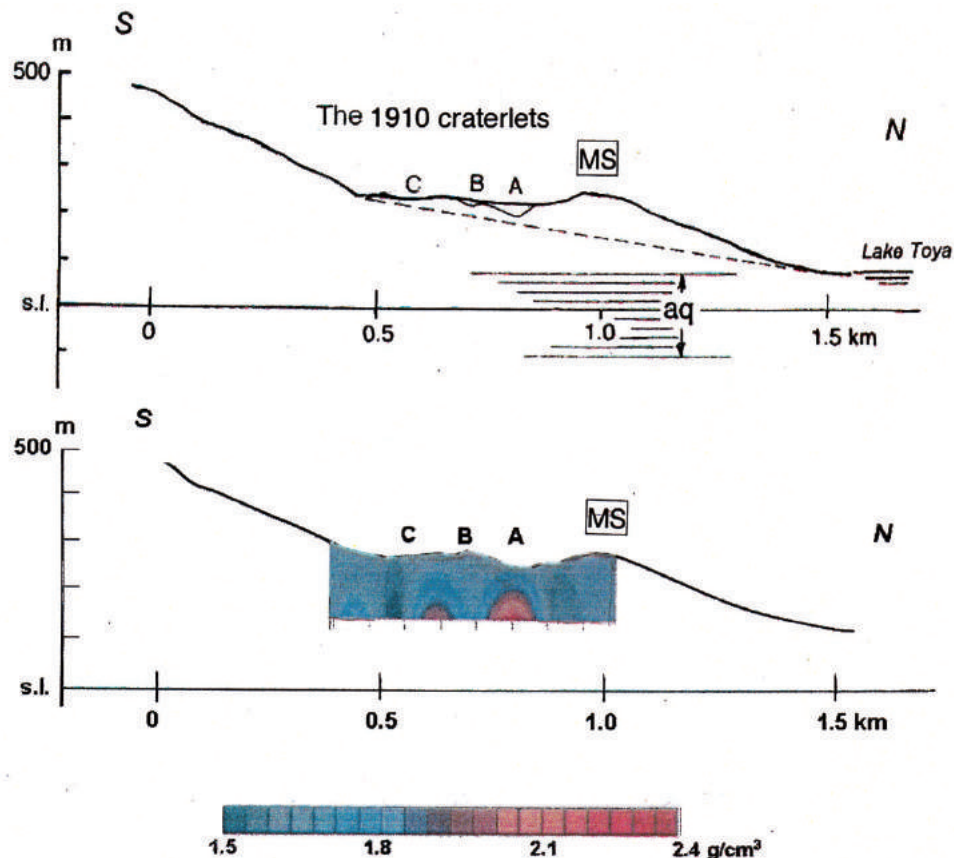 S
m
500
The 1910 craterlets
N
MS
C B A
Lake Toya
s.l.
aq
0 0.5 1.0 1.5 km
S
m
500
MS
C B A
N
s.l.
0 0.5 1.0 1.5 km
1.5 1.8 2.1 2.4 g/cm³